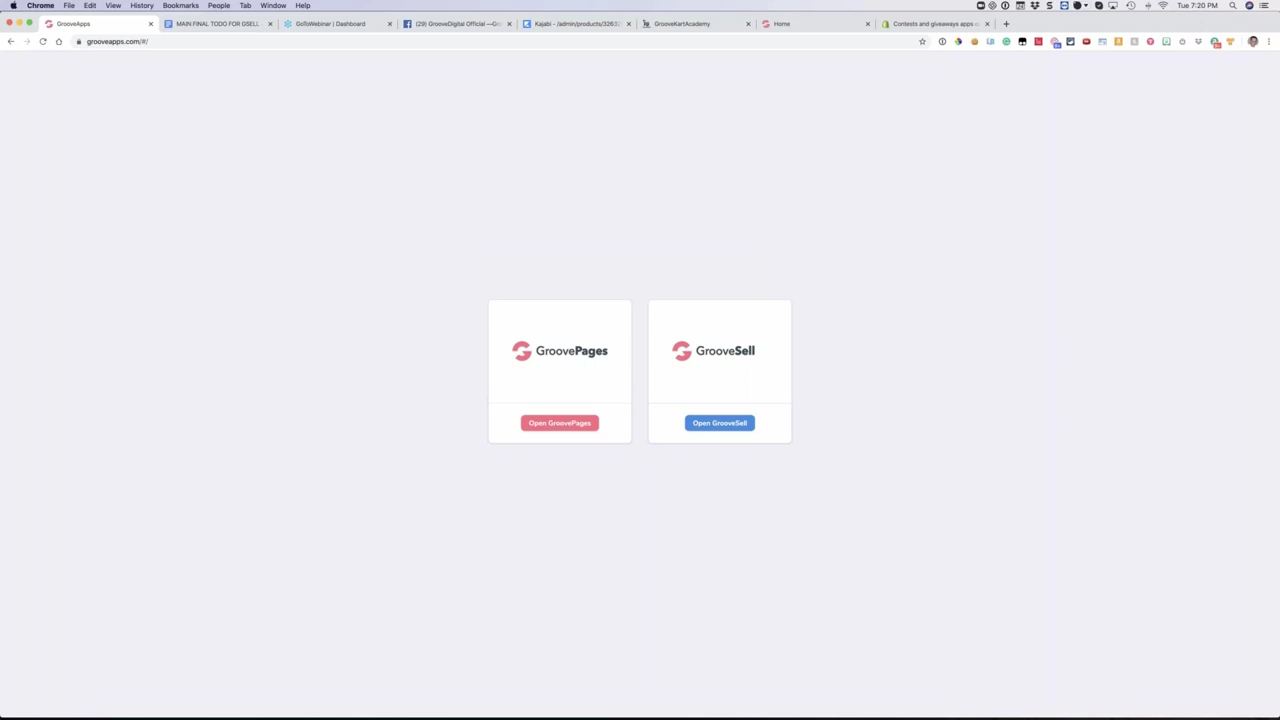 Chrome File Edit View History Bookmarks People Tab Window Help
Tue 7:20 PM
GrooveApps
MAIN FINAL TODO FOR GSELL
GoToWebinar | Dashboard
(29) GrooveDigital Official —Gr
Kajabi - /admin/products/3263
GrooveKartAcademy
Home
Contests and giveaways apps o
grooveapps.com/#/
GroovePages
GrooveSell
Open GroovePages
Open GrooveSell